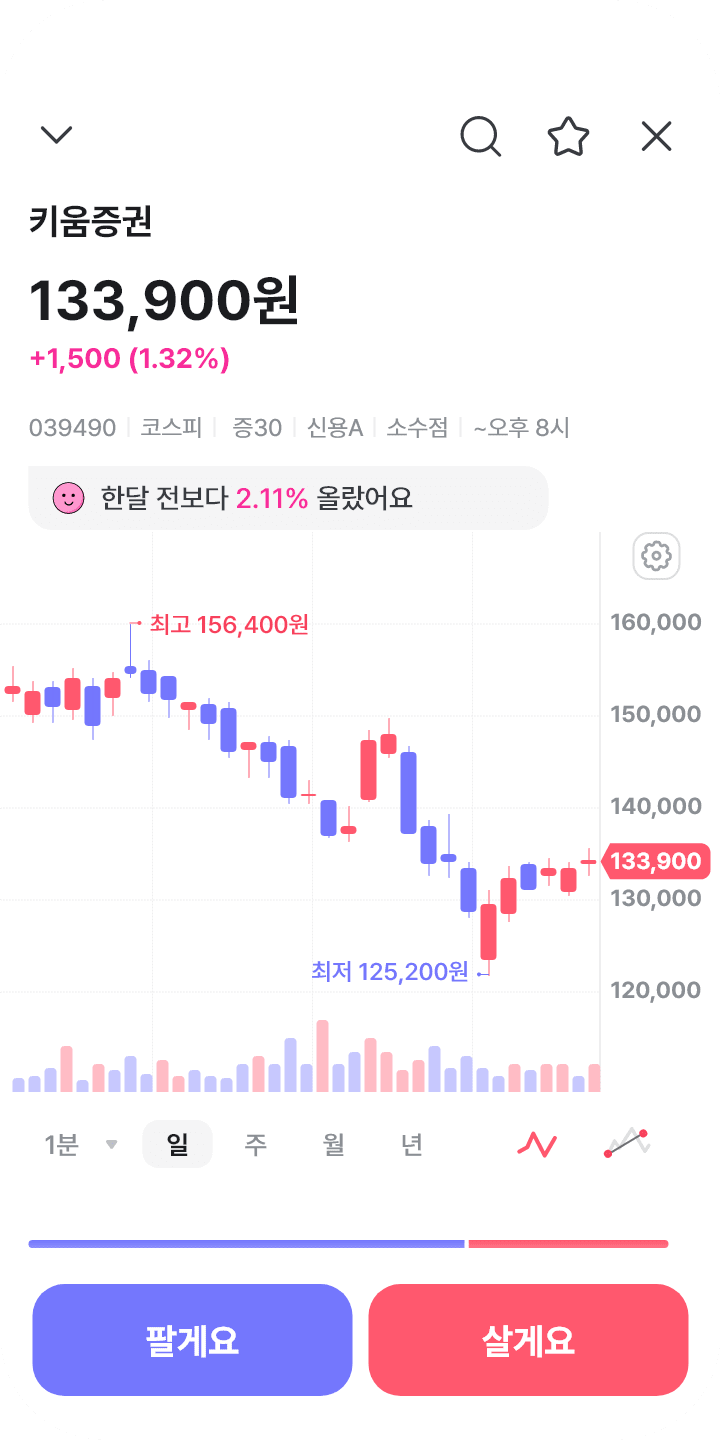 키움증권
133,900원
+1,500 (1.32%)
039490 코스피 증30 신용A 소수점 ~오후 8시
한달 전보다 2.11% 올랐어요
최고 156,400원
160,000
150,000
140,000
133,900
130,000
최저 125,200원
120,000
1분 일 주 월 년
팔게요 살게요